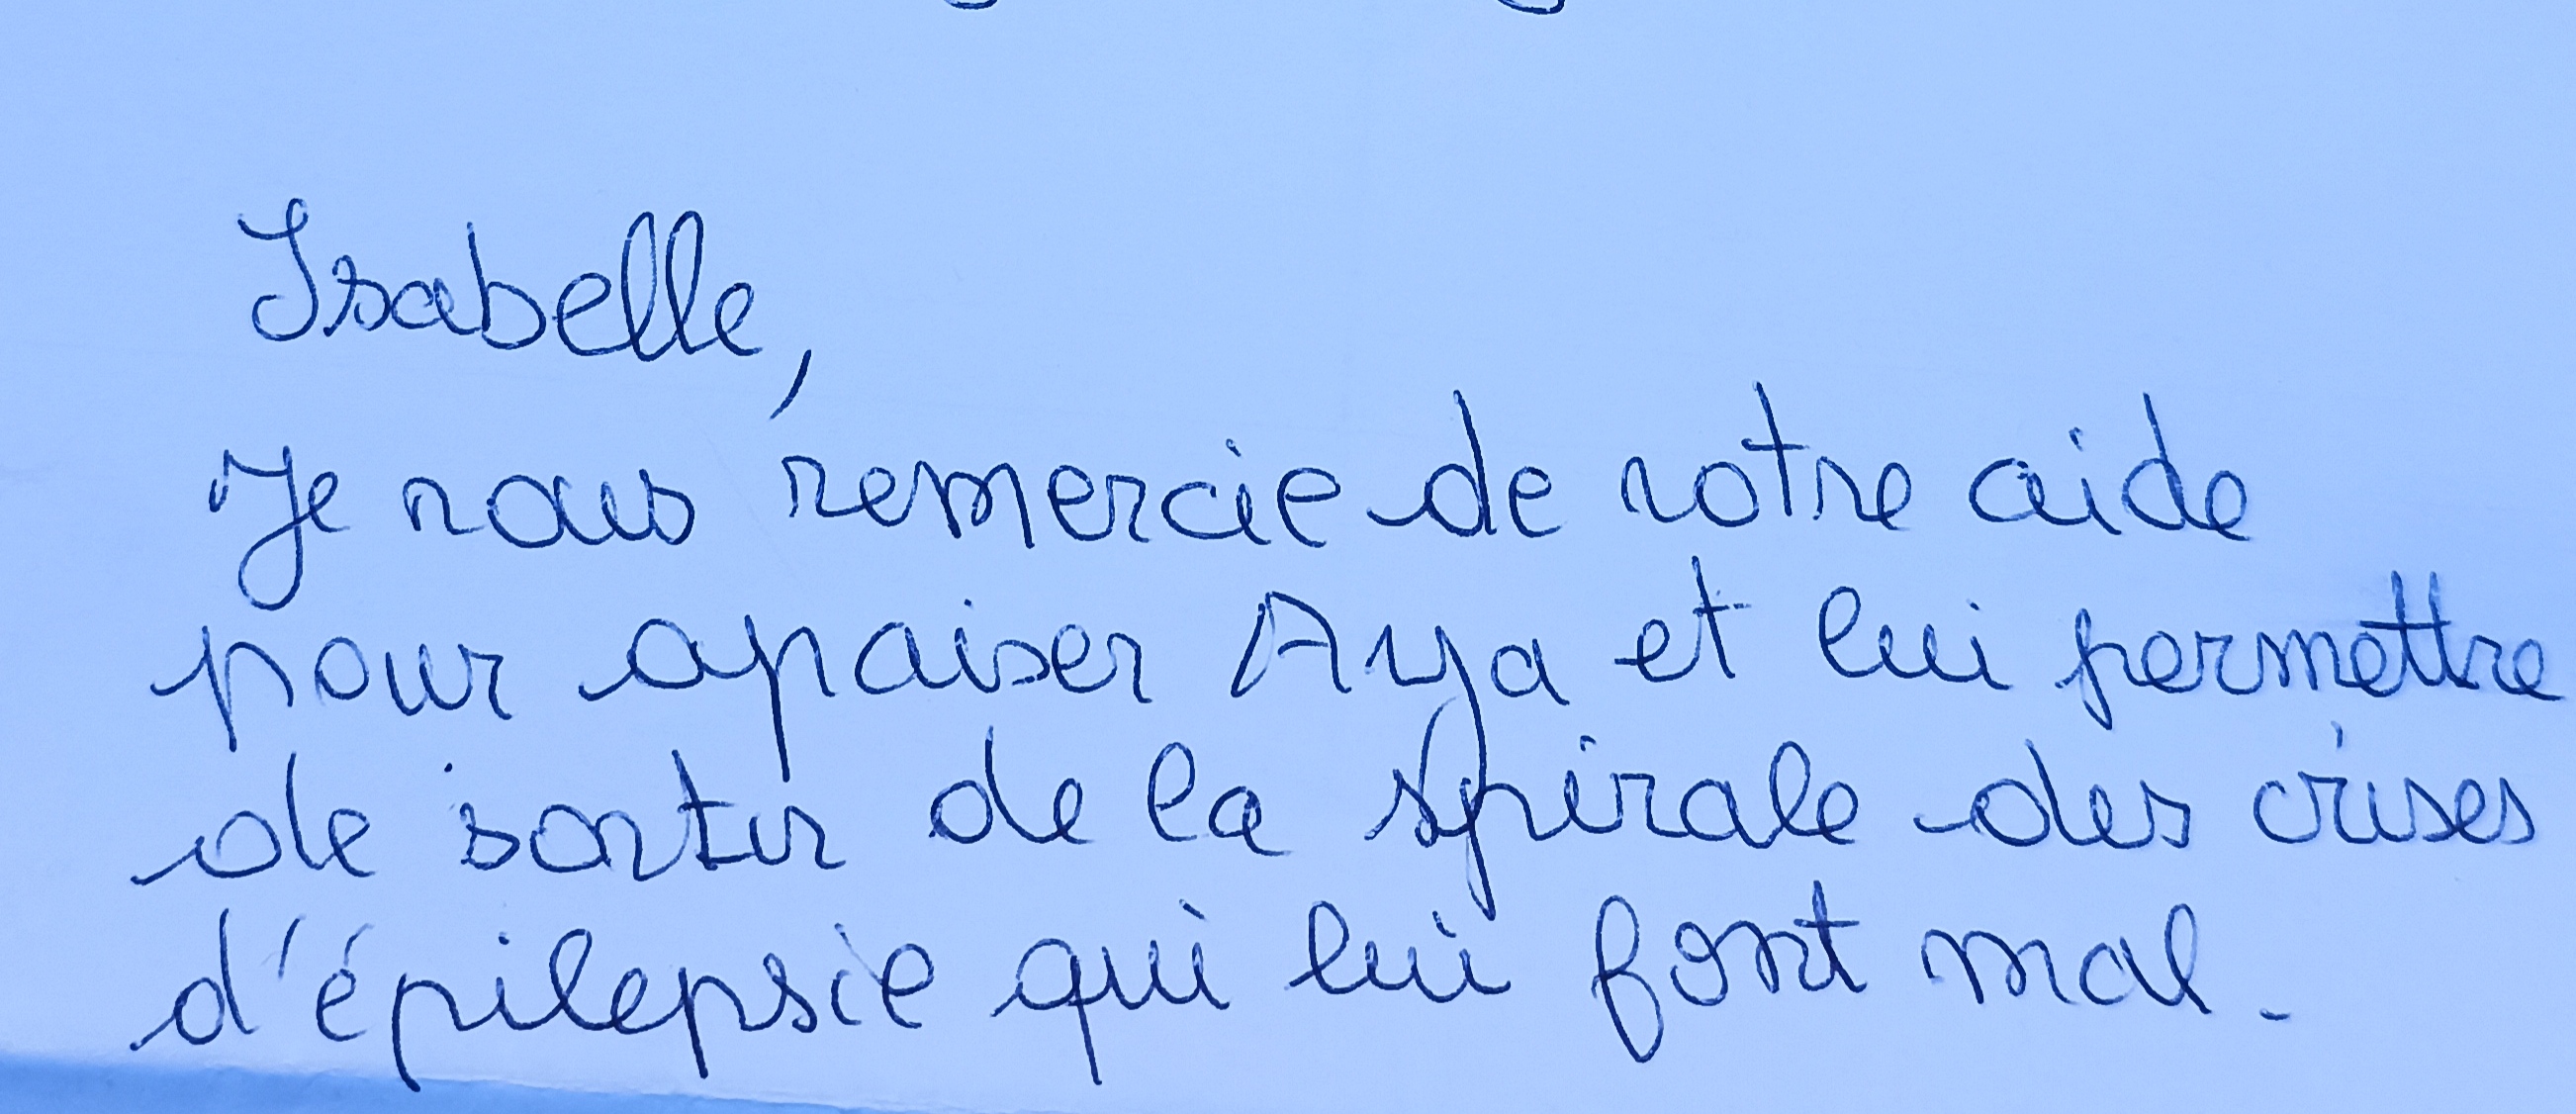 Isabelle,
Je vous remercie de votre aide
pour apaiser Aya et lui permettre
de sortir de la spirale des crises
d'épilepsie qui lui font mal.